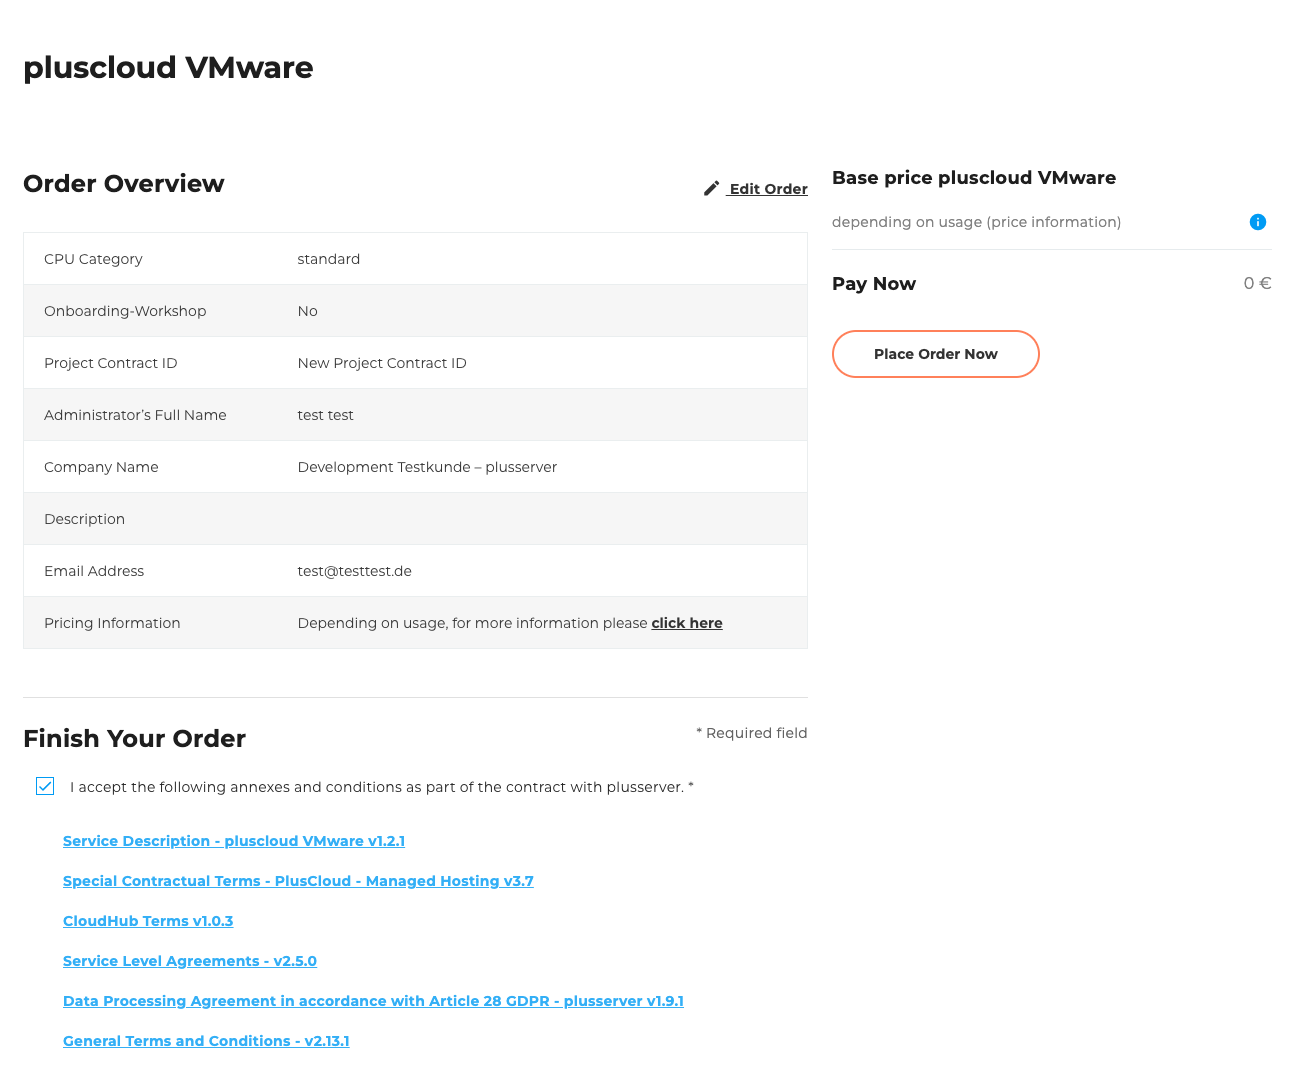 pluscloud VMware
Order Overview
Edit Order
CPU Category standard
Onboarding-Workshop No
Project Contract ID New Project Contract ID
Administrator’s Full Name test test
Company Name Development Testkunde – plusserver
Description
Email Address test@testtest.de
Pricing Information Depending on usage, for more information please click here
Finish Your Order
* Required field
I accept the following annexes and conditions as part of the contract with plusserver. *
Service Description - pluscloud VMware v1.2.1
Special Contractual Terms - PlusCloud - Managed Hosting v3.7
CloudHub Terms v1.0.3
Service Level Agreements - v2.5.0
Data Processing Agreement in accordance with Article 28 GDPR - plusserver v1.9.1
General Terms and Conditions - v2.13.1
Base price pluscloud VMware
depending on usage (price information)
Pay Now 0 €
Place Order Now